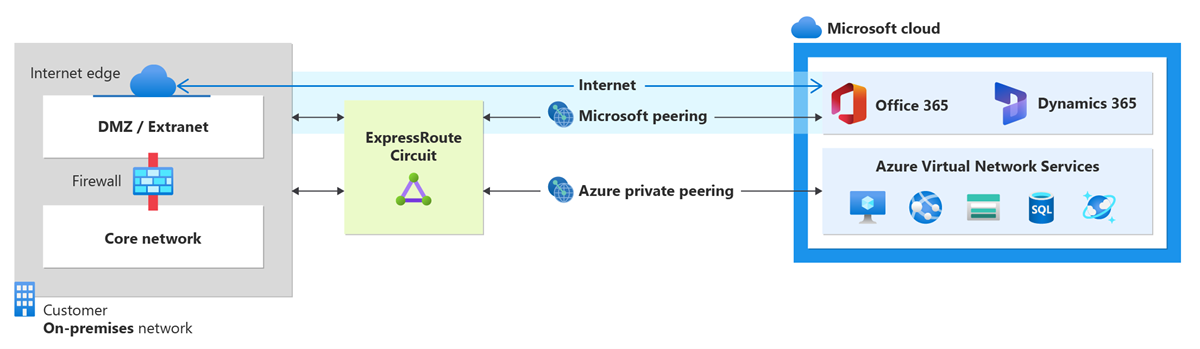 Microsoft cloud
Internet edge
Internet
DMZ / Extranet
Microsoft peering
ExpressRoute
Circuit
Office 365
Dynamics 365
Firewall
Azure private peering
Azure Virtual Network Services
SQL
Core network
Customer
On-premises network